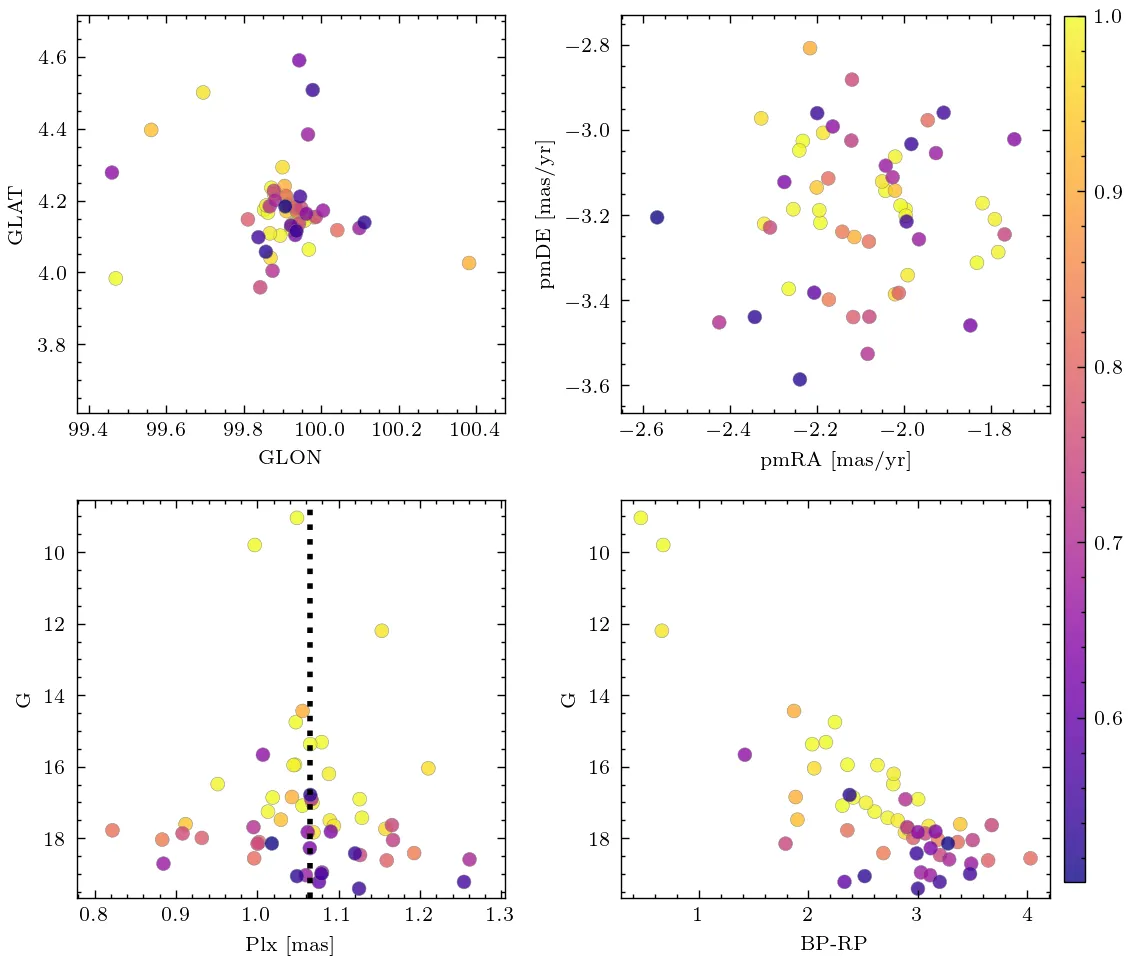 4.6
4.4
4.2
4.0
3.8
GLAT
99.4 99.6 99.8 100.0 100.2 100.4
GLON
−2.8
−3.0
−3.2
−3.4
−3.6
pmDE [mas/yr]
−2.6 −2.4 −2.2 −2.0 −1.8
pmRA [mas/yr]
1.0
0.9
0.8
0.7
0.6
10
12
14
16
18
G
0.8 0.9 1.0 1.1 1.2 1.3
Plx [mas]
10
12
14
16
18
G
1 2 3 4
BP-RP